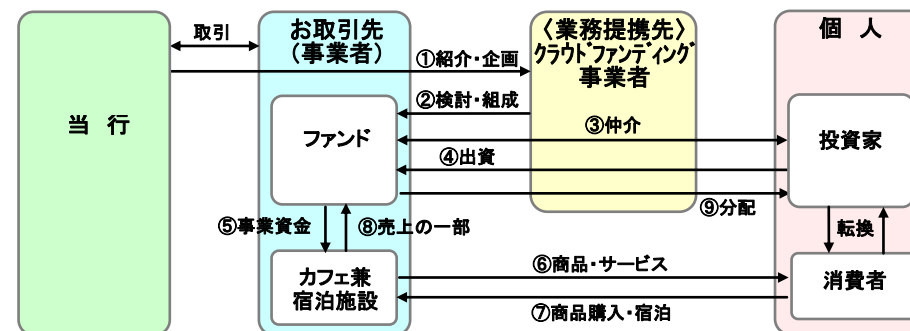 当 行
取引
お取引先
(事業者)
〈業務提携先〉
クラウドファンディング
事業者
個 人
①紹介・企画
②検討・組成
③仲介
④出資
ファンド
投資家
⑨分配
⑤事業資金
⑧売上の一部
転換
カフェ兼
宿泊施設
⑥商品・サービス
⑦商品購入・宿泊
消費者